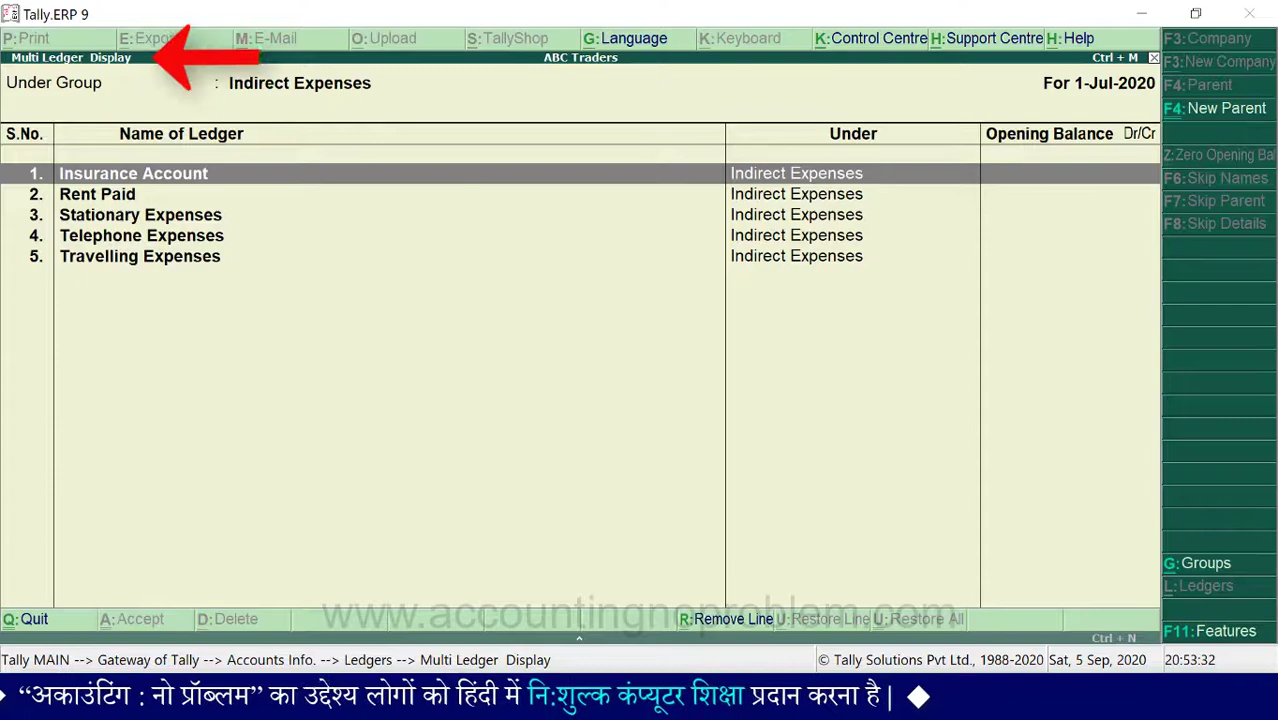 Tally.ERP 9
P: Print E: Expo M: E-Mail O: Upload S: TallyShop G: Language K: Keyboard K: Control Centre H: Support Centre H: Help
F3: Company
Multi Ledger Display ABC Traders Ctrl + M
F3: New Company
Under Group : Indirect Expenses For 1-Jul-2020
F4: Parent
F4: New Parent
S.No. Name of Ledger Under Opening Balance Dr/Cr
Z: Zero Opening Ba
1. Insurance Account Indirect Expenses
F6: Skip Names
2. Rent Paid Indirect Expenses
F7: Skip Parent
3. Stationary Expenses Indirect Expenses
F8: Skip Details
4. Telephone Expenses Indirect Expenses
5. Travelling Expenses Indirect Expenses
G: Groups
L: Ledgers
www.accountingnoproblem.com
Q: Quit A: Accept D: Delete R: Remove Line U: Restore Line U: Restore All
F11: Features
Ctrl + N
Tally MAIN --> Gateway of Tally --> Accounts Info. --> Ledgers --> Multi Ledger Display © Tally Solutions Pvt Ltd., 1988-2020 Sat, 5 Sep, 2020 20:53:32
“अकाउंटिंग : नो प्रॉब्लम” का उद्देश्य लोगों को हिंदी में नि:शुल्क कंप्यूटर शिक्षा प्रदान करना है |